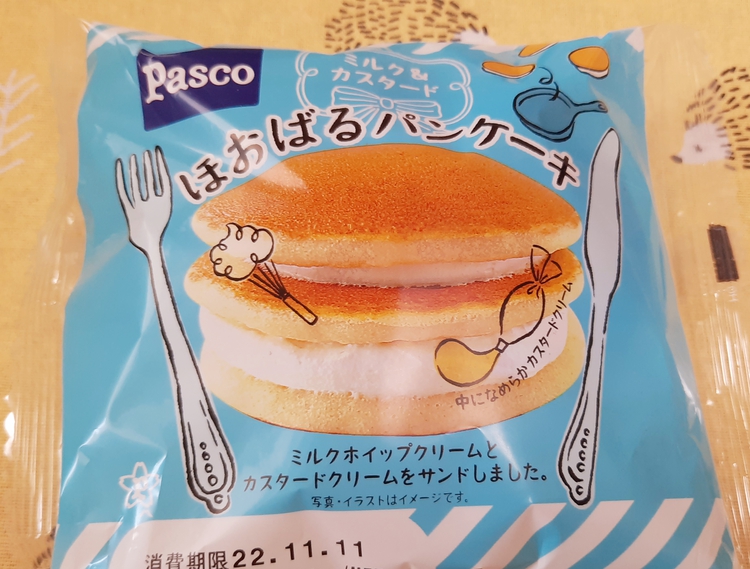 Pasco
ミルク&
カスタード
ほおばるパンケーキ
中になめらかカスタードクリーム
ミルクホイップクリームと
カスタードクリームをサンドしました。
写真・イラストはイメージです。
消費期限22.11.11